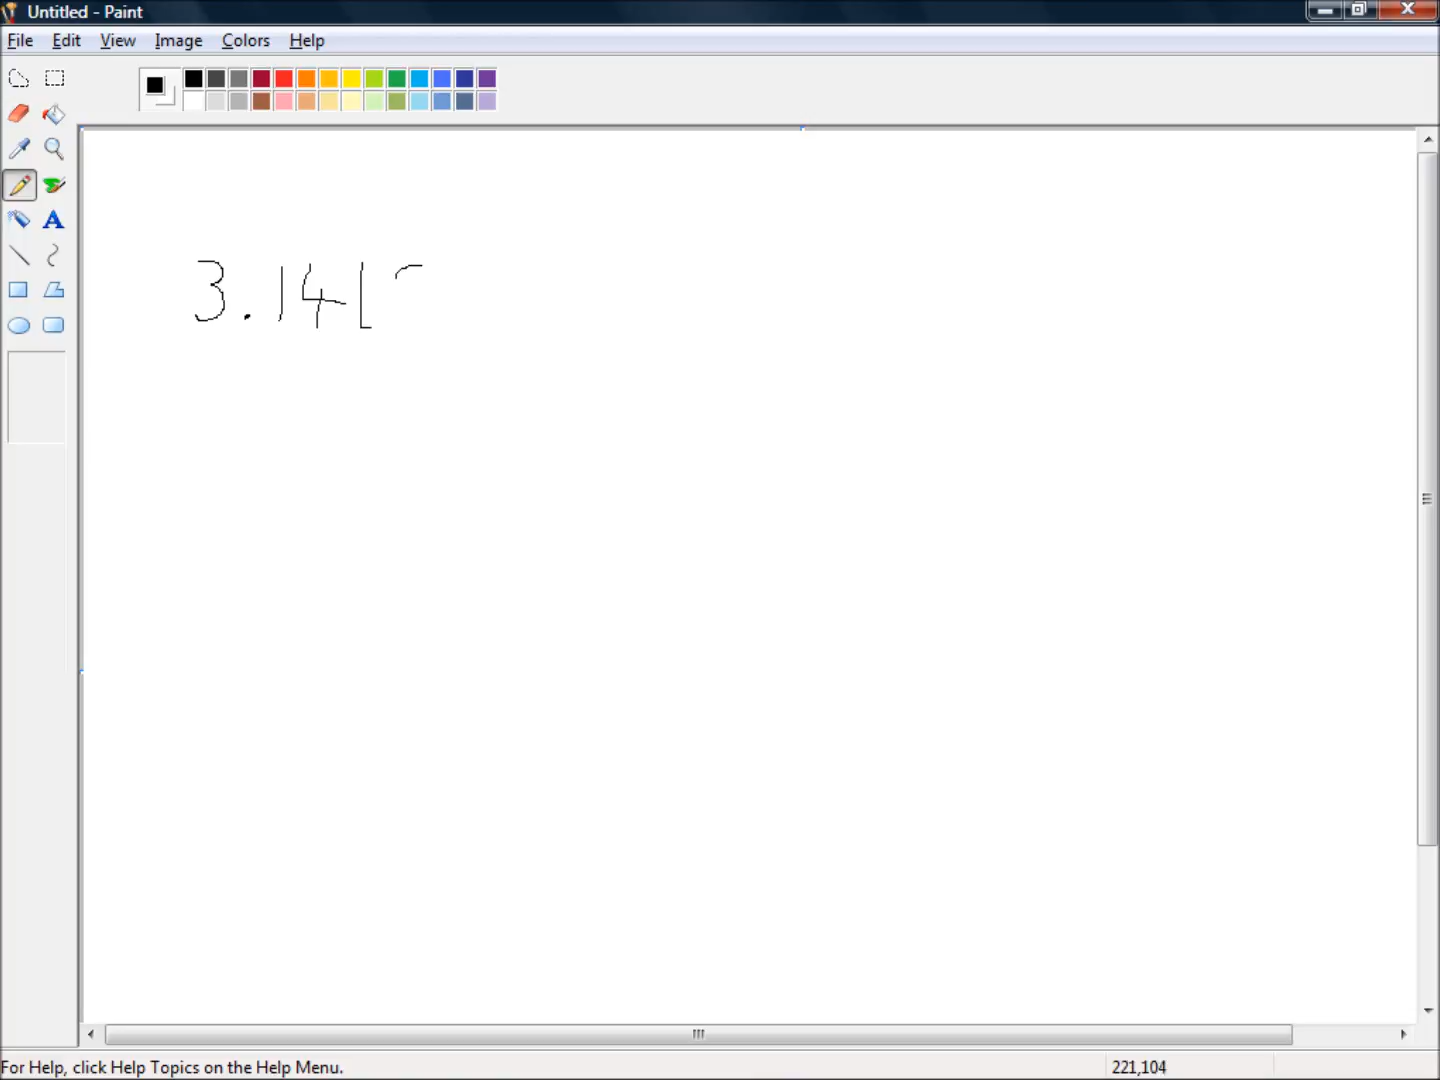 Untitled - Paint
File Edit View Image Colors Help
A
3.141
For Help, click Help Topics on the Help Menu.
221,104